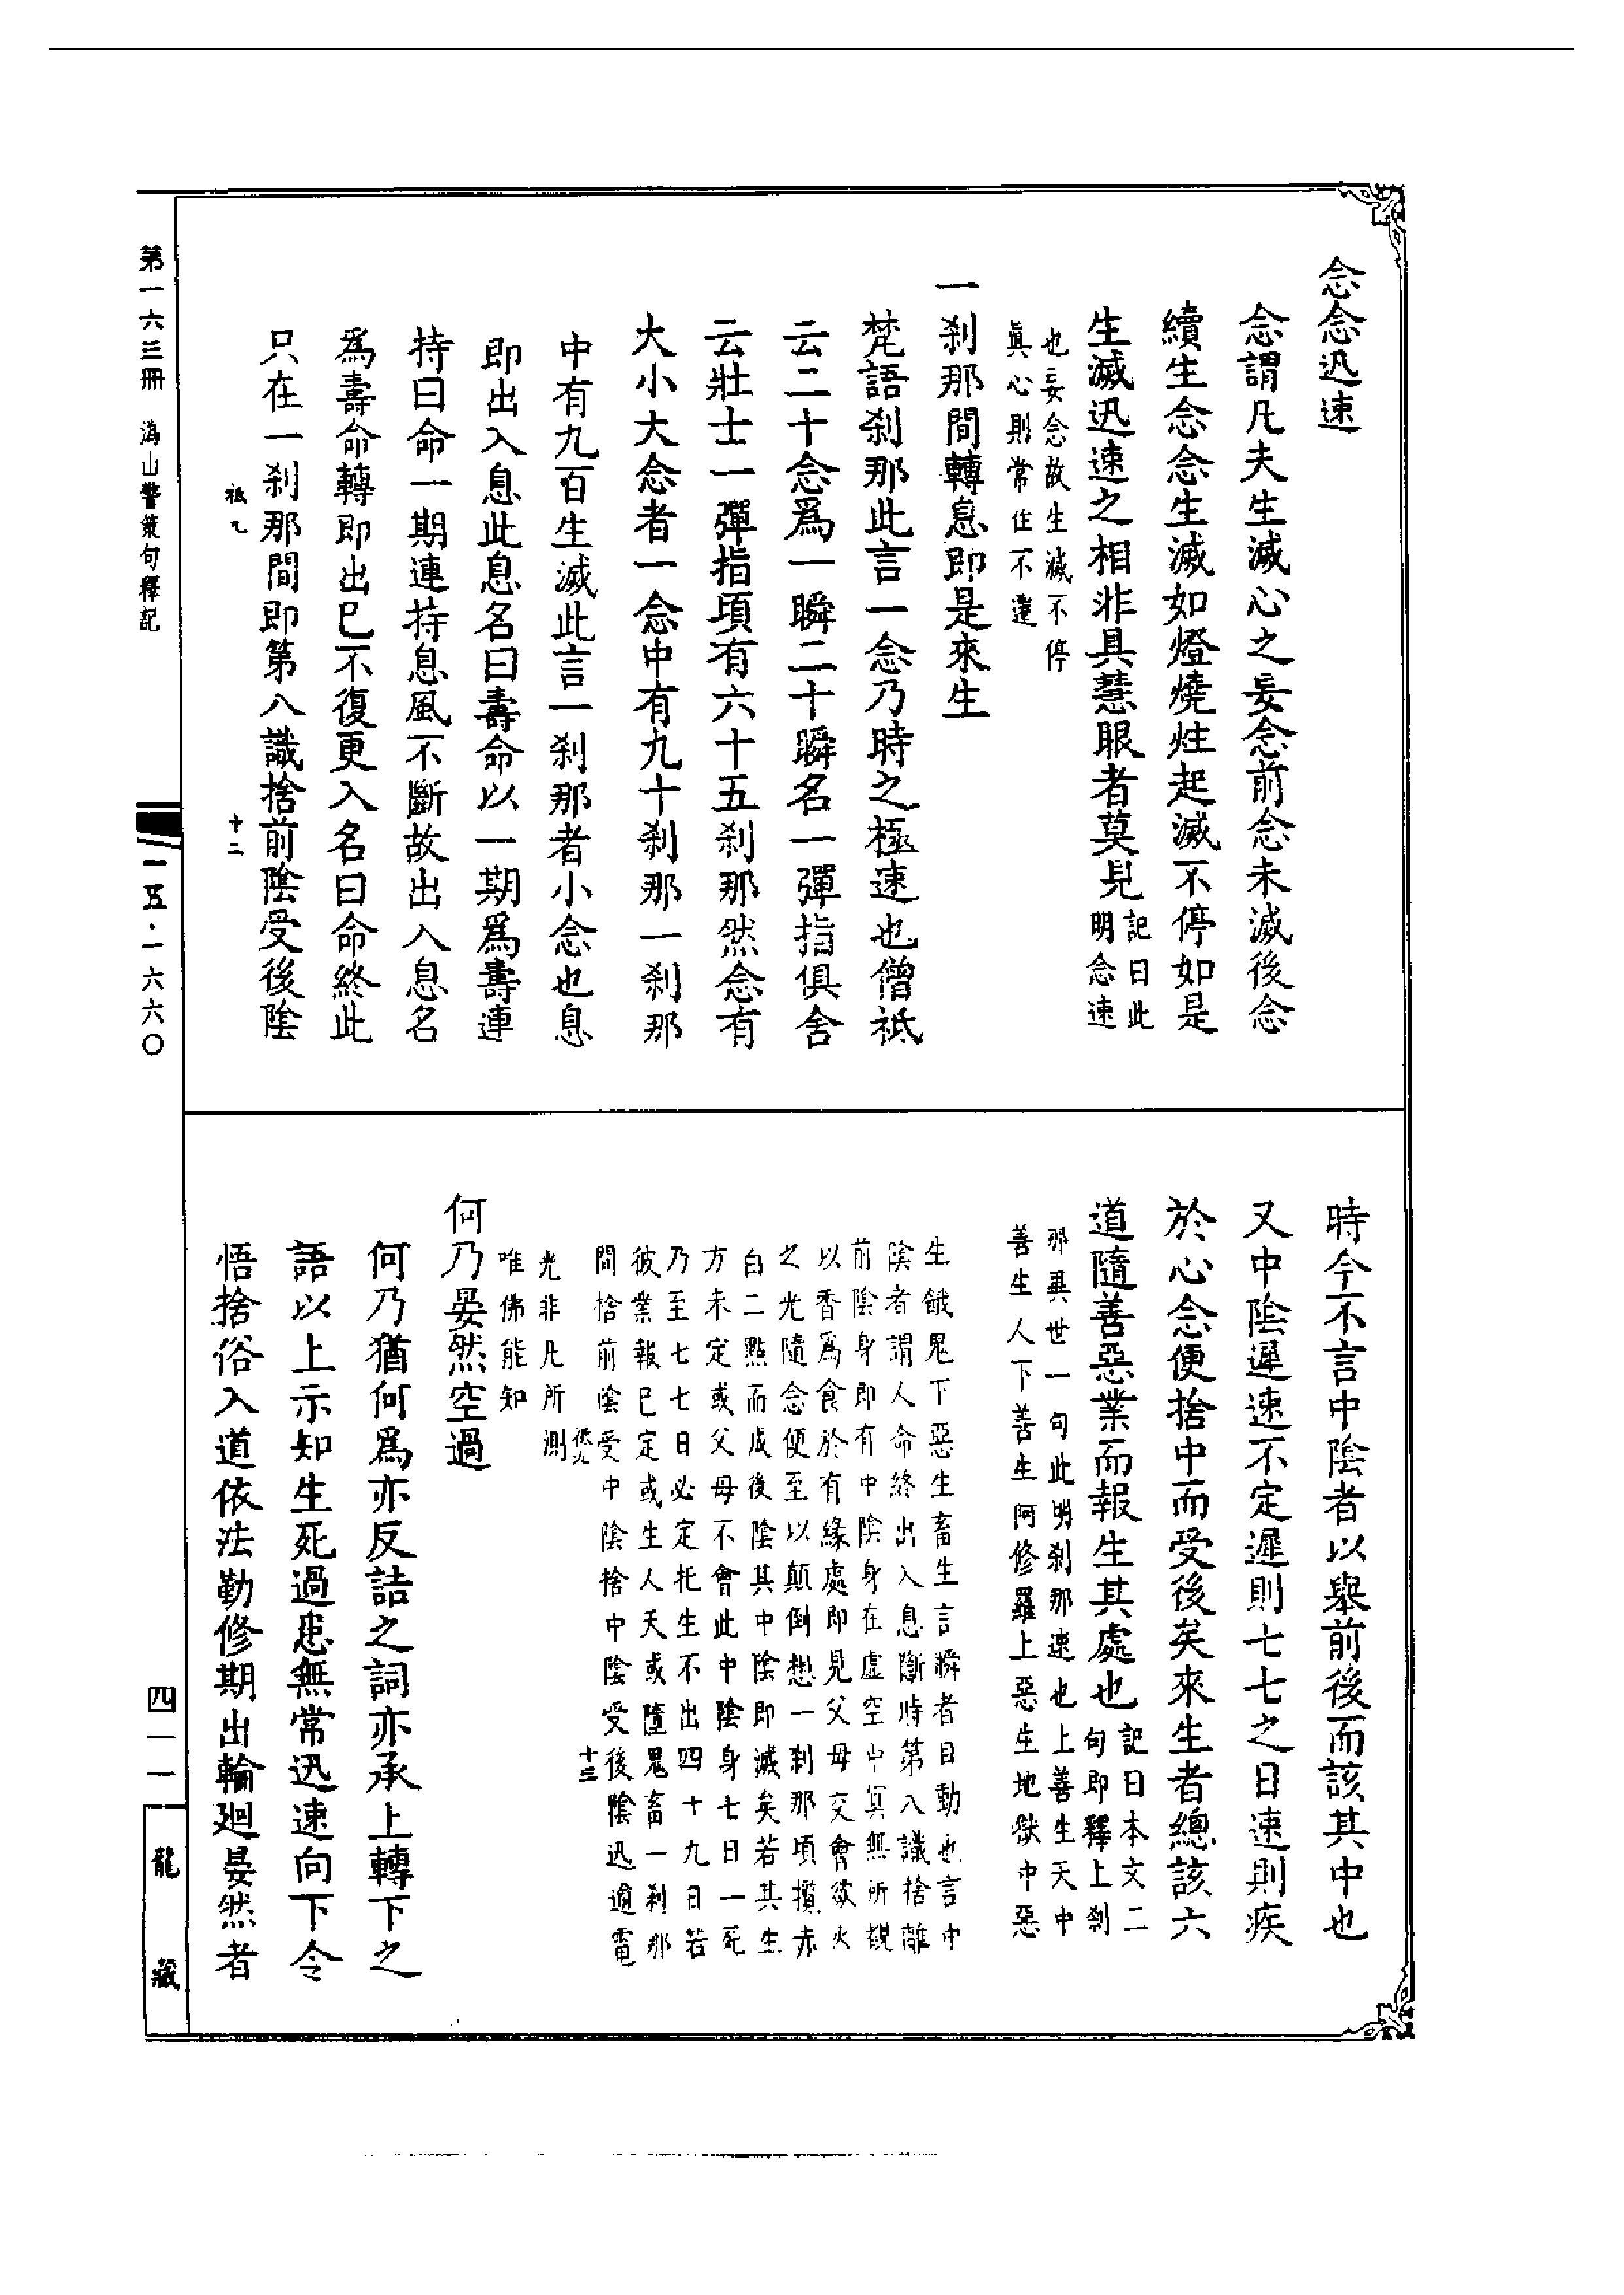 念念迅速
念謂凡夫生滅心之妄念前念未滅後念
續生念念生滅如燈燒炷起滅不停如是
生滅迅速之相非具慧眼者莫見記曰此
明念速
也妄念故生滅不停
眞心則常住不遷
一刹那間轉息即是來生
梵語刹那此言一念乃時之極速也僧祇
云二十念爲一瞬二十瞬名一彈指俱舍
云壯士一彈指頃有六十五刹那然念有
大小大念者一念中有九十刹那一刹那
中有九百生滅此言一刹那者小念也息
即出入息此息名曰壽命以一期爲壽連
持曰命一期連持息風不斷故出入息名
爲壽命轉即出已不復更入名曰命終此
只在一刹那間即第八識捨前陰受後陰
祇九
十二
時今不言中陰者以舉前後而該其中也
又中陰遲速不定遲則七七之日速則疾
於心念便捨中而受後矣來生者總該六
道隨善惡業而報生其處也記曰本文二
句即釋上刹
那異世一句此明刹那速也上善生天中
善生人下善生阿修羅上惡生地獄中惡
生餓鬼下惡生畜生言瞬者目動也言中
陰者謂人命終出入息斷時第八識捨離
前陰身即有中陰身在虛空中冥無所覩
以香為食於有緣處即見父母交會欲火
之光隨念便至以顛倒想一刹那頃攬赤
白二㸃而成後陰其中陰即滅矣若其生
方未定或父母不會此中陰身七日一死
乃至七七日必定托生不出四十九日若
彼業報已定或生人天或墮鬼畜一刹那
間捨前陰受中陰捨中陰受後陰迅逾電
十三
光非凡所測
唯佛能知
何乃晏然空過
何乃猶何爲亦反詰之詞亦承上轉下之
語以上示知生死過患無常迅速向下令
悟捨俗入道依法勤修期出輪廻晏然者
第一六三冊
溈山警策句釋記
一五·一六六〇
四一一
龍藏